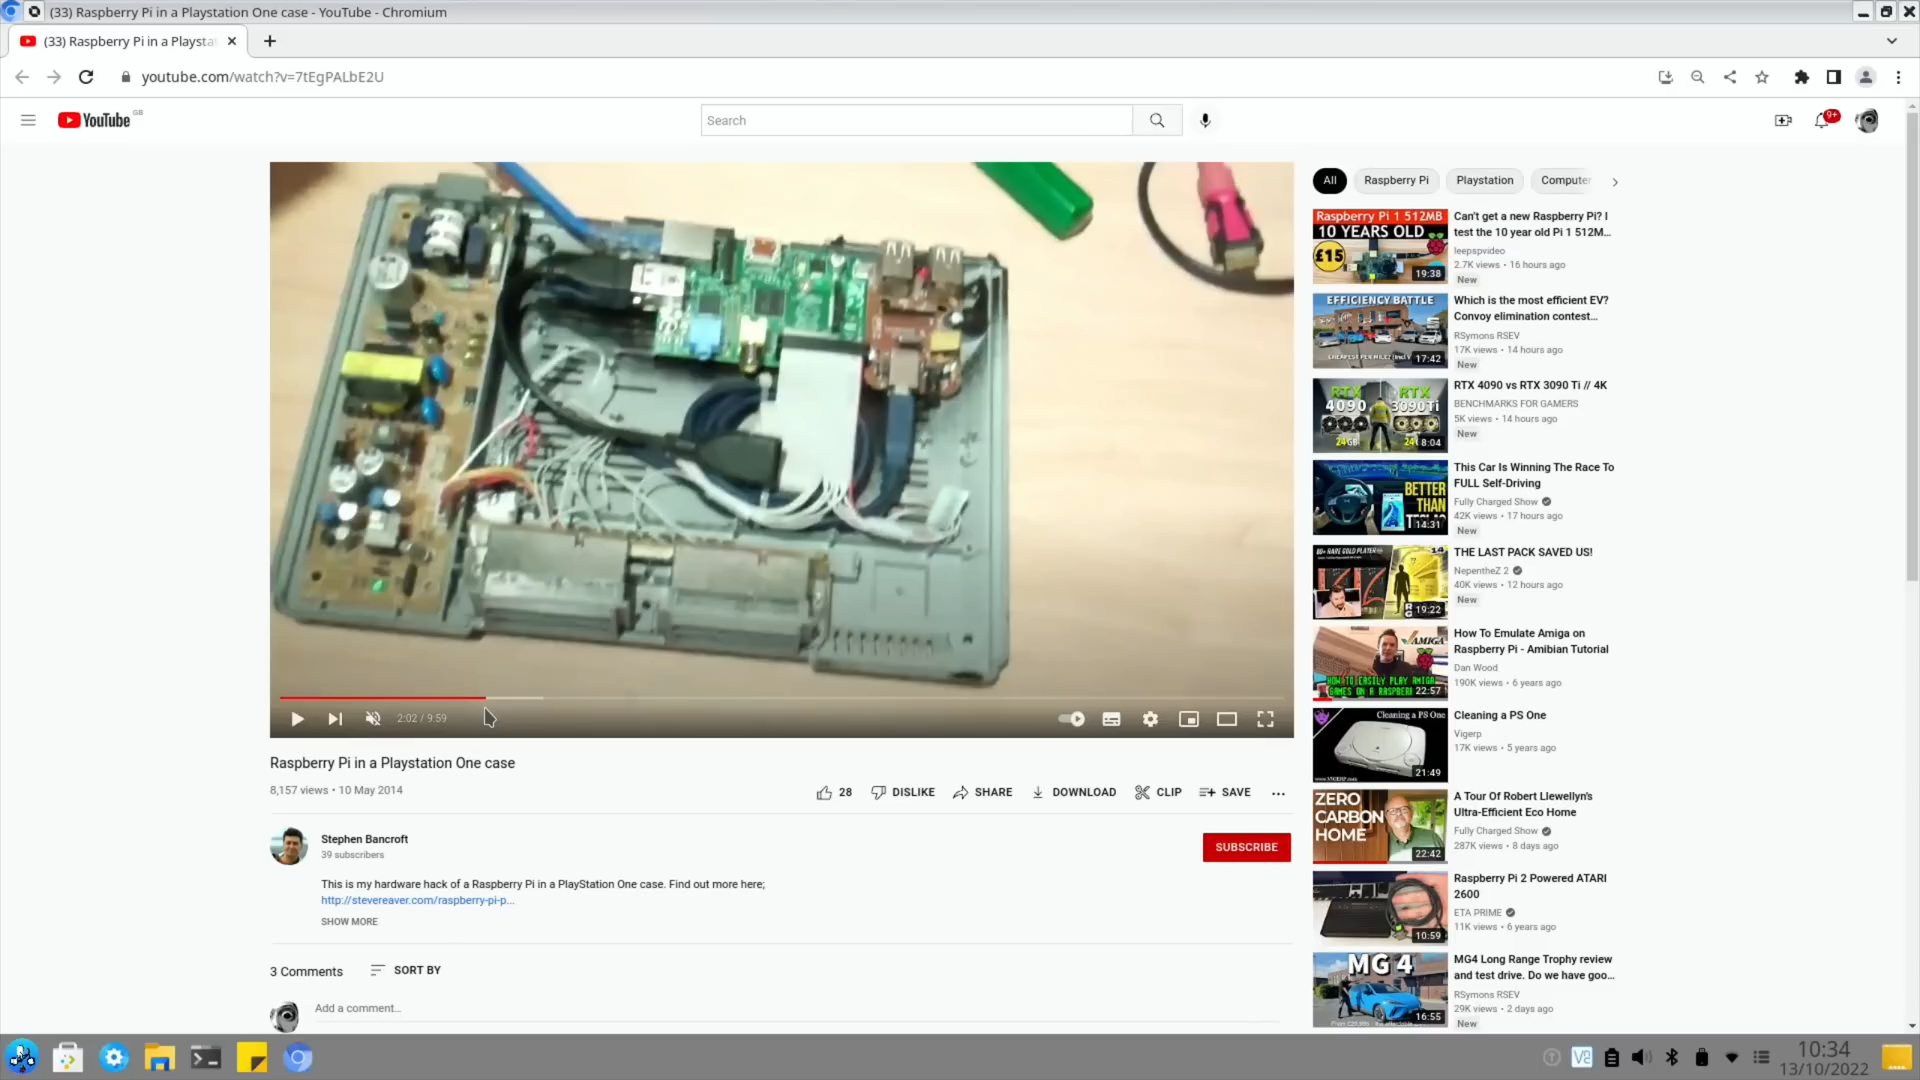 (33) Raspberry Pi in a Playstation One case - YouTube - Chromium
(33) Raspberry Pi in a Playsta
youtube.com/watch?v=7tEgPALbE2U
YouTube GB
Search
9+
2:02 / 9:59
Raspberry Pi in a Playstation One case
8,157 views • 10 May 2014
28 DISLIKE SHARE DOWNLOAD CLIP SAVE
Stephen Bancroft
39 subscribers
SUBSCRIBE
This is my hardware hack of a Raspberry Pi in a PlayStation One case. Find out more here;
http://stevereaver.com/raspberry-pi-p...
SHOW MORE
3 Comments SORT BY
Add a comment...
All Raspberry Pi Playstation Computer
Raspberry Pi 1 512MB
10 YEARS OLD
£15
19:38
Can't get a new Raspberry Pi? I
test the 10 year old Pi 1 512M...
leepspvideo
2.7K views • 16 hours ago
New
EFFICIENCY BATTLE
17:42
Which is the most efficient EV?
Convoy elimination contest...
RSymons RSEV
17K views • 14 hours ago
New
RTX RTX
4090 3090Ti
24GB 24
8:04
RTX 4090 vs RTX 3090 Ti // 4K
BENCHMARKS FOR GAMERS
5K views • 14 hours ago
New
BETTER
THAN
14:31
This Car Is Winning The Race To
FULL Self-Driving
Fully Charged Show
42K views • 17 hours ago
New
80+ RARE GOLD PLAYER
19:22
THE LAST PACK SAVED US!
NepentheZ 2
40K views • 12 hours ago
New
AMIGA
HOW TO EASILY PLAY AMIGA
GAMES ON A RASPBERR
22:57
How To Emulate Amiga on
Raspberry Pi - Amibian Tutorial
Dan Wood
190K views • 6 years ago
Cleaning a PS One
21:49
Cleaning a PS One
Vigerp
17K views • 5 years ago
ZERO
CARBON
HOME
22:42
A Tour Of Robert Llewellyn's
Ultra-Efficient Eco Home
Fully Charged Show
287K views • 8 days ago
10:59
Raspberry Pi 2 Powered ATARI
2600
ETA PRIME
11K views • 6 years ago
MG 4
16:55
MG4 Long Range Trophy review
and test drive. Do we have goo...
RSymons RSEV
29K views • 2 days ago
New
10:34
13/10/2022